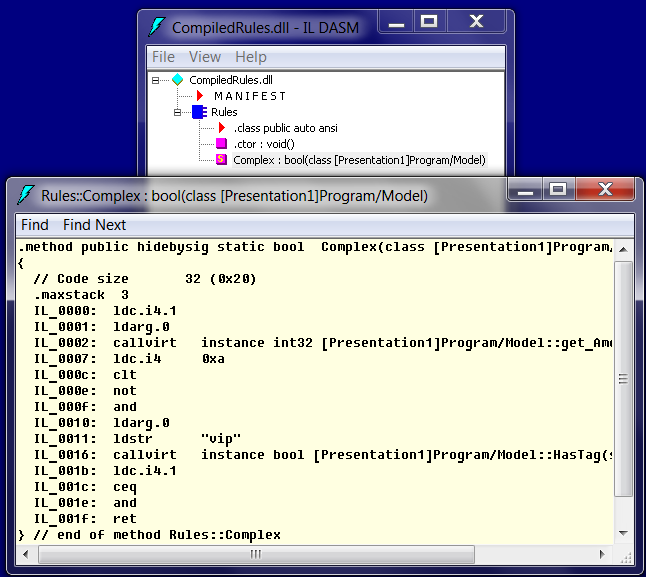 CompiledRules.dll - IL DASM
File View Help
CompiledRules.dll
MANIFEST
Rules
.class public auto ansi
.ctor : void()
S Complex : bool(class [Presentation1]Program/Model)
Rules::Complex : bool(class [Presentation1]Program/Model)
Find Find Next
.method public hidebysig static bool Complex(class [Presentation1]Program/
{
// Code size 32 (0x20)
.maxstack 3
IL_0000: ldc.i4.1
IL_0001: ldarg.0
IL_0002: callvirt instance int32 [Presentation1]Program/Model::get_Amo
IL_0007: ldc.i4 0xa
IL_000c: clt
IL_000e: not
IL_000f: and
IL_0010: ldarg.0
IL_0011: ldstr "vip"
IL_0016: callvirt instance bool [Presentation1]Program/Model::HasTag(s
IL_001b: ldc.i4.1
IL_001c: ceq
IL_001e: and
IL_001f: ret
} // end of method Rules::Complex